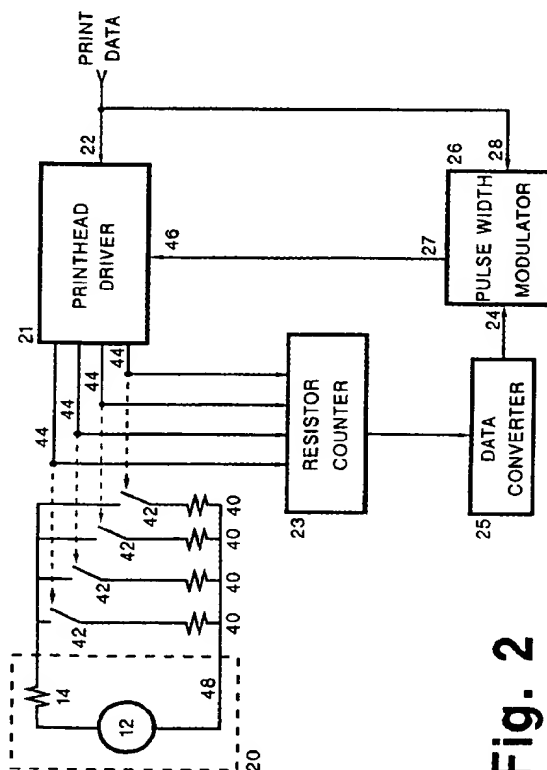 PRINT
DATA
22
PRINTHEAD
DRIVER
21
46
44
44
44
44
26
28
27
PULSE WIDTH
MODULATOR
24
RESISTOR
COUNTER
23
DATA
CONVERTER
25
42
42
42
42
40
40
40
40
14
12
48
20
Fig. 2